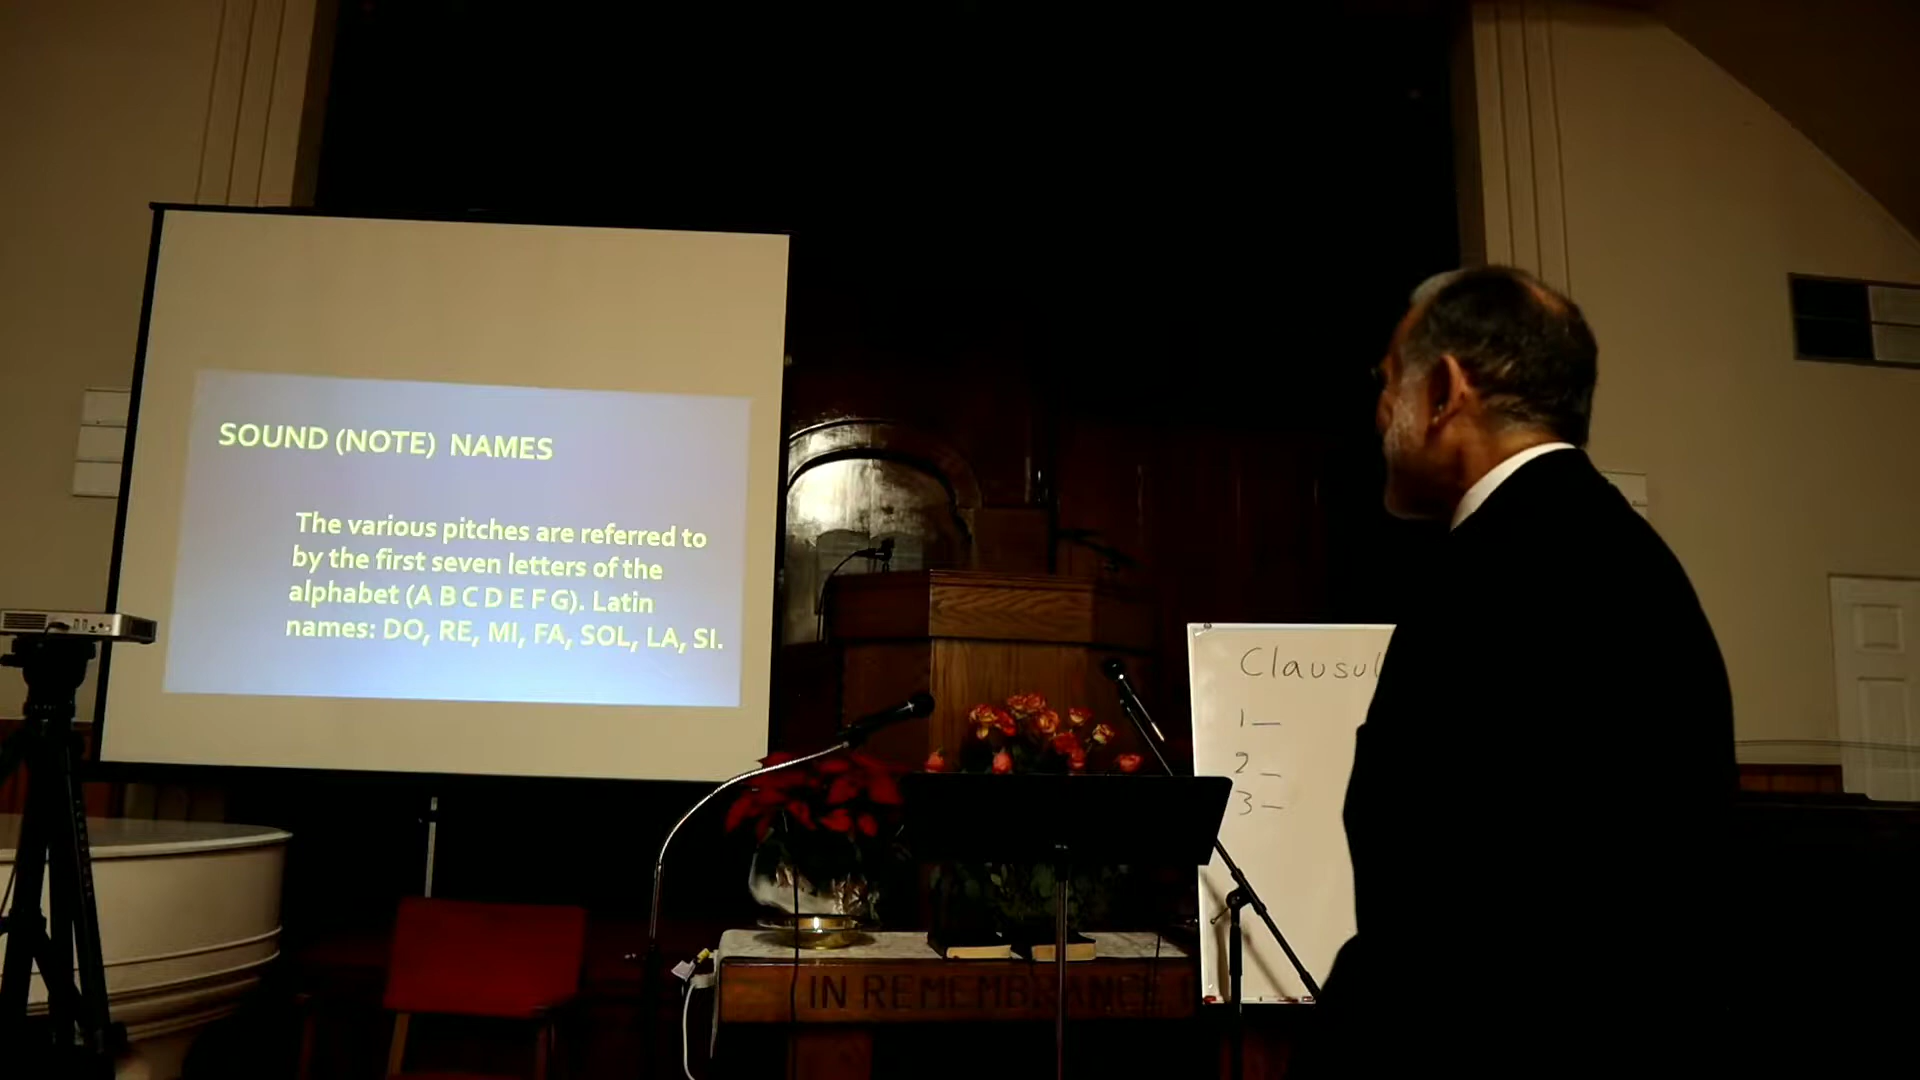 SOUND (NOTE) NAMES
The various pitches are referred to
by the first seven letters of the
alphabet (A B C D E F G). Latin
names: DO, RE, MI, FA, SOL, LA, SI.
Clausul
1 —
2 —
3 —
IN REMEMBRANCE